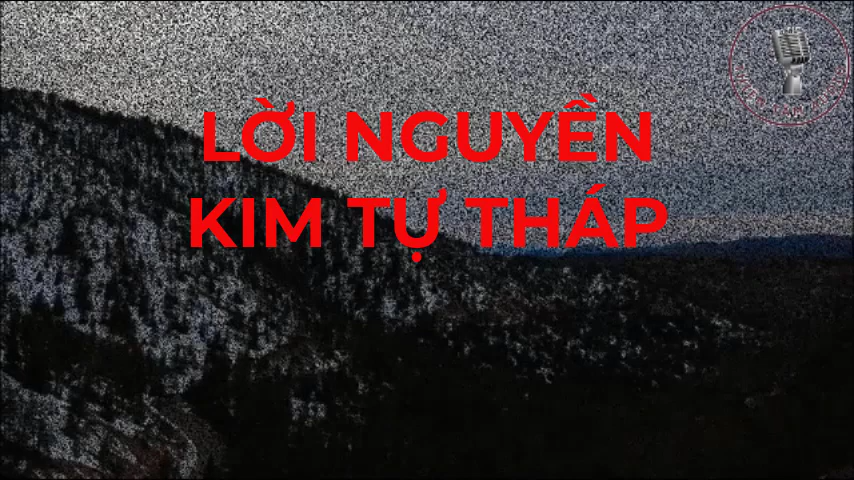 LỜI NGUYỀN
KIM TỰ THÁP